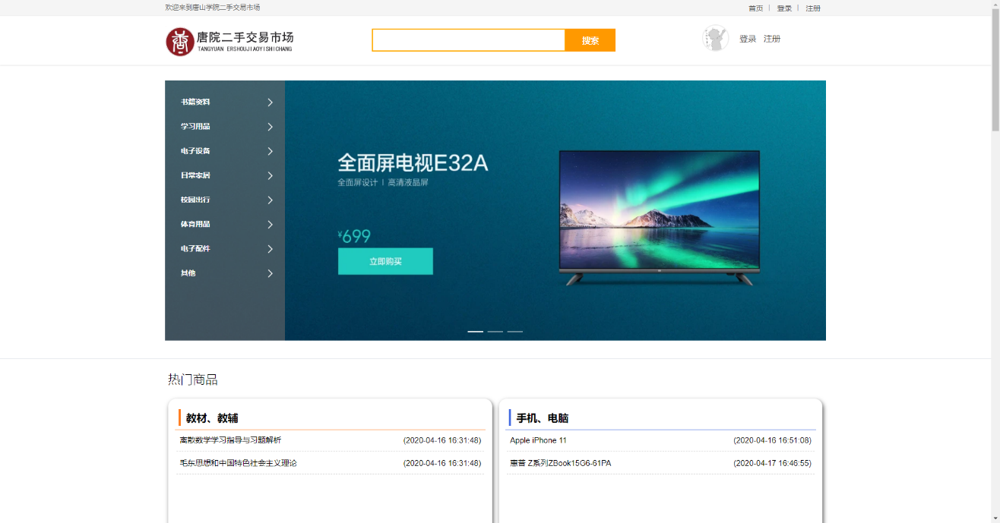 欢迎来到唐山学院二手交易市场
首页 | 登录 | 注册
唐院二手交易市场
TANGYUAN ERSHOUJIAOYISHICHANG
搜索
登录 注册
书籍资料
学习用品
电子设备
日常家居
校园出行
体育用品
电子配件
其他
全面屏电视E32A
全面屏设计 | 高清液晶屏
¥699
立即购买
热门商品
教材、教辅
离散数学学习指导与习题解析 (2020-04-16 16:31:48)
毛东思想和中国特色社会主义理论 (2020-04-16 16:31:48)
手机、电脑
Apple iPhone 11 (2020-04-16 16:51:08)
惠普 Z系列ZBook15G6-61PA (2020-04-17 16:46:55)